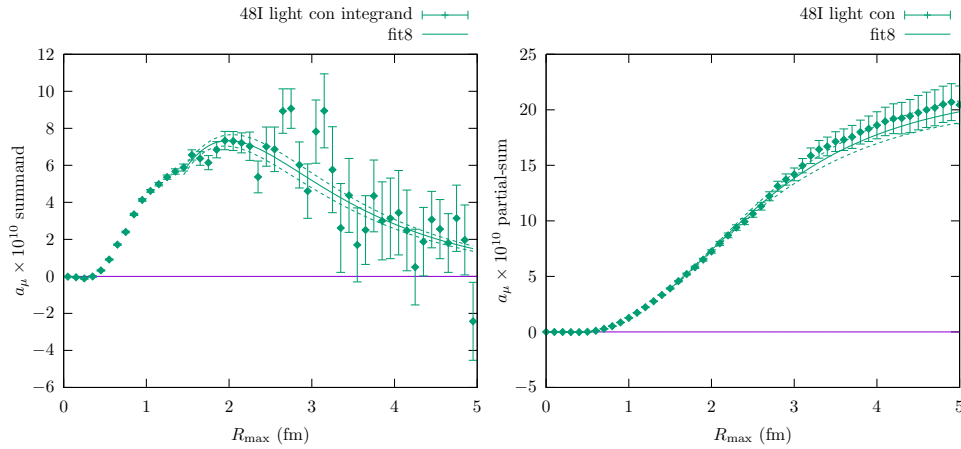 48I light con integrand
fit8
12
10
8
6
4
2
0
−2
−4
−6
0 1 2 3 4 5
a_μ × 10^10 summand
R_max (fm)
48I light con
fit8
25
20
15
10
5
0
−5
0 1 2 3 4 5
a_μ × 10^10 partial-sum
R_max (fm)